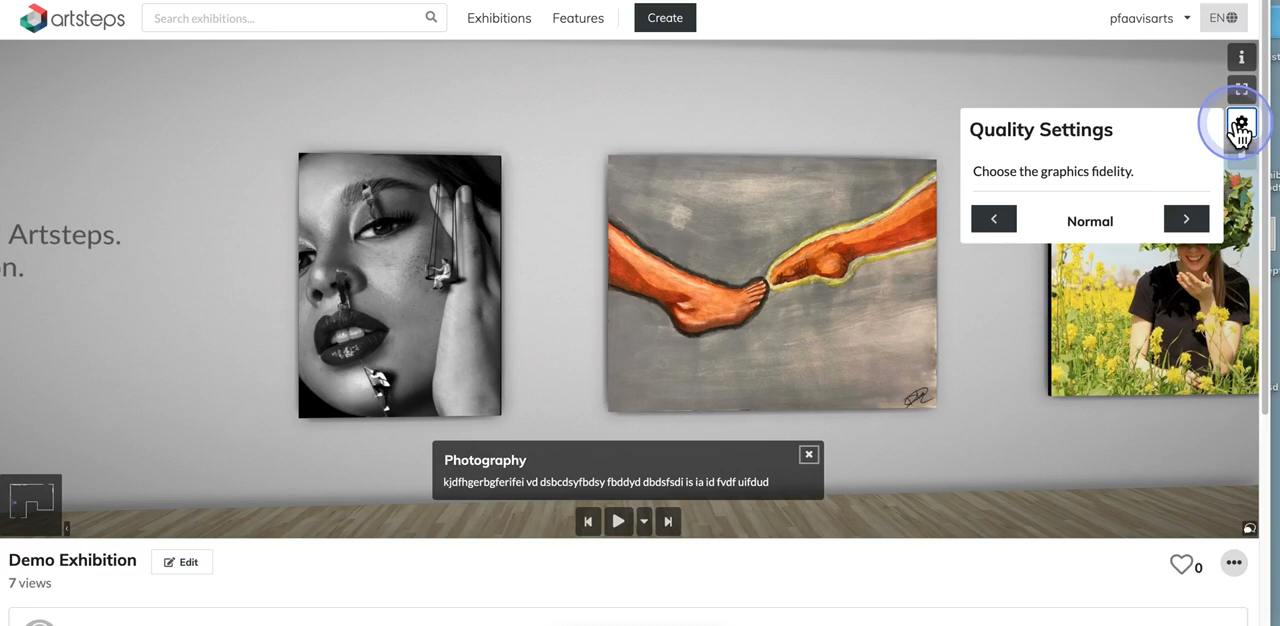 artsteps
Search exhibitions...
Exhibitions
Features
Create
pfaavisarts
EN
Quality Settings
Choose the graphics fidelity.
Normal
Artsteps.
n.
Photography
kjdfhgerbgferifei vd dsbcdsyfbdsy fbddyd dbdsfsdi is ia id fvdf uifdud
Demo Exhibition
Edit
7 views
0